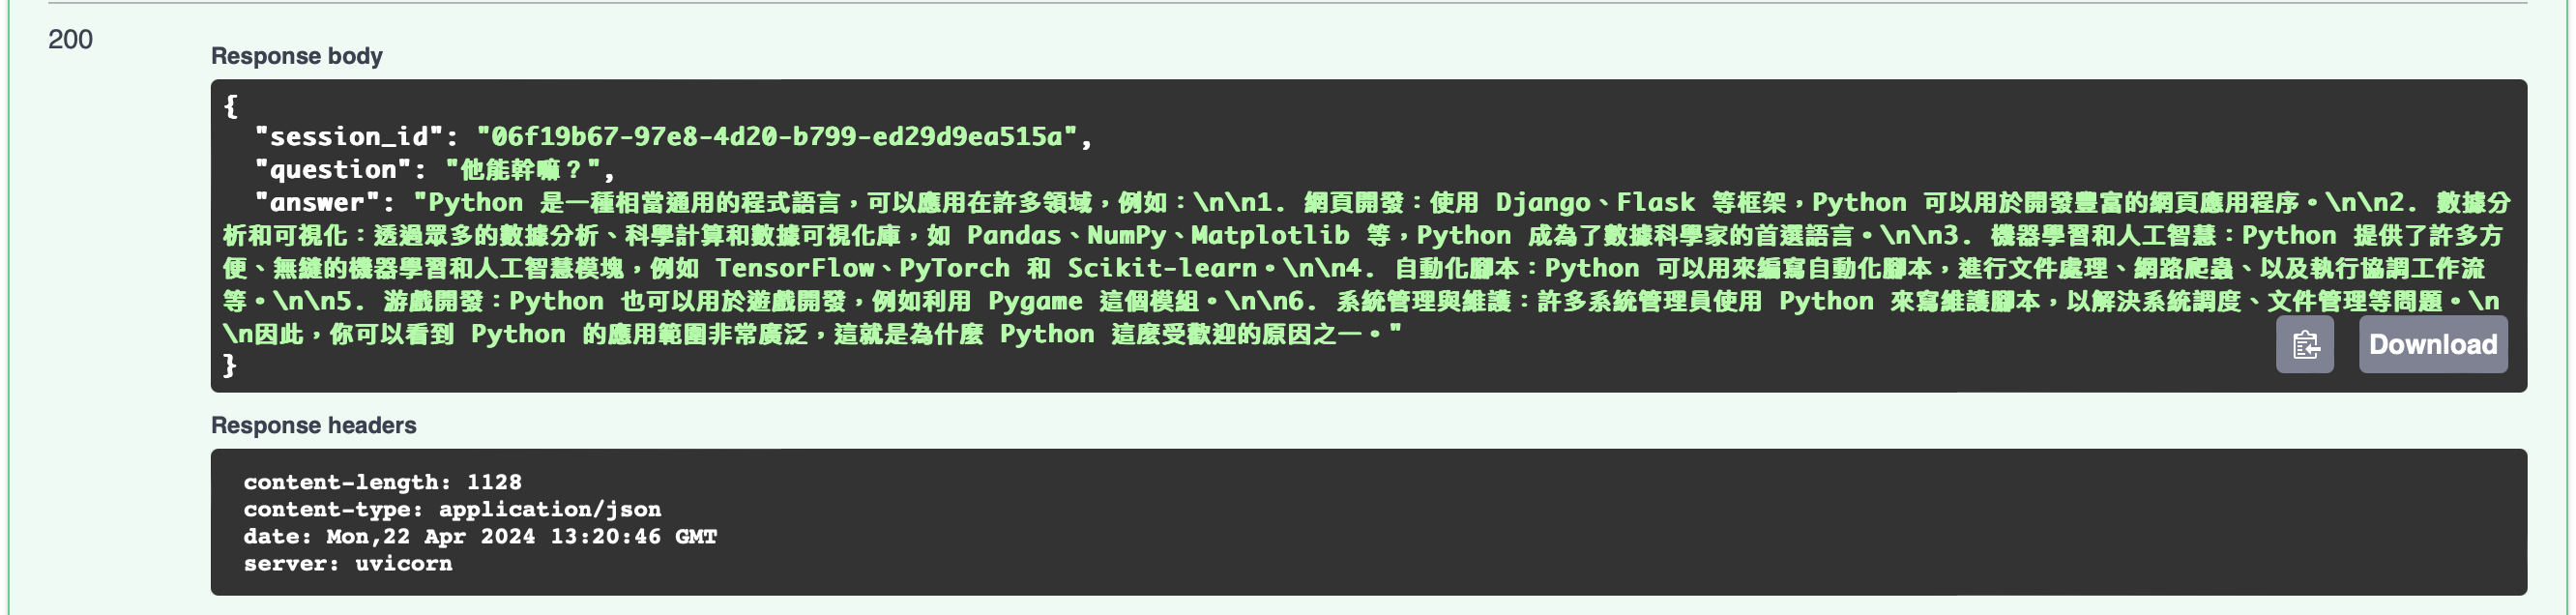 200
Response body
{
  "session_id": "06f19b67-97e8-4d20-b799-ed29d9ea515a",
  "question": "他能幹嘛？",
  "answer": "Python 是一種相當通用的程式語言，可以應用在許多領域，例如：\n\n1. 網頁開發：使用 Django、Flask 等框架，Python 可以用於開發豐富的網頁應用程序。\n\n2. 數據分
析和可視化：透過眾多的數據分析、科學計算和數據可視化庫，如 Pandas、NumPy、Matplotlib 等，Python 成為了數據科學家的首選語言。\n\n3. 機器學習和人工智慧：Python 提供了許多方
便、無縫的機器學習和人工智慧模塊，例如 TensorFlow、PyTorch 和 Scikit-learn。\n\n4. 自動化腳本：Python 可以用來編寫自動化腳本，進行文件處理、網路爬蟲、以及執行協調工作流
等。\n\n5. 游戲開發：Python 也可以用於遊戲開發，例如利用 Pygame 這個模組。\n\n6. 系統管理與維護：許多系統管理員使用 Python 來寫維護腳本，以解決系統調度、文件管理等問題。\n
\n因此，你可以看到 Python 的應用範圍非常廣泛，這就是為什麼 Python 這麼受歡迎的原因之一。"
}
Download
Response headers
content-length: 1128
content-type: application/json
date: Mon,22 Apr 2024 13:20:46 GMT
server: uvicorn